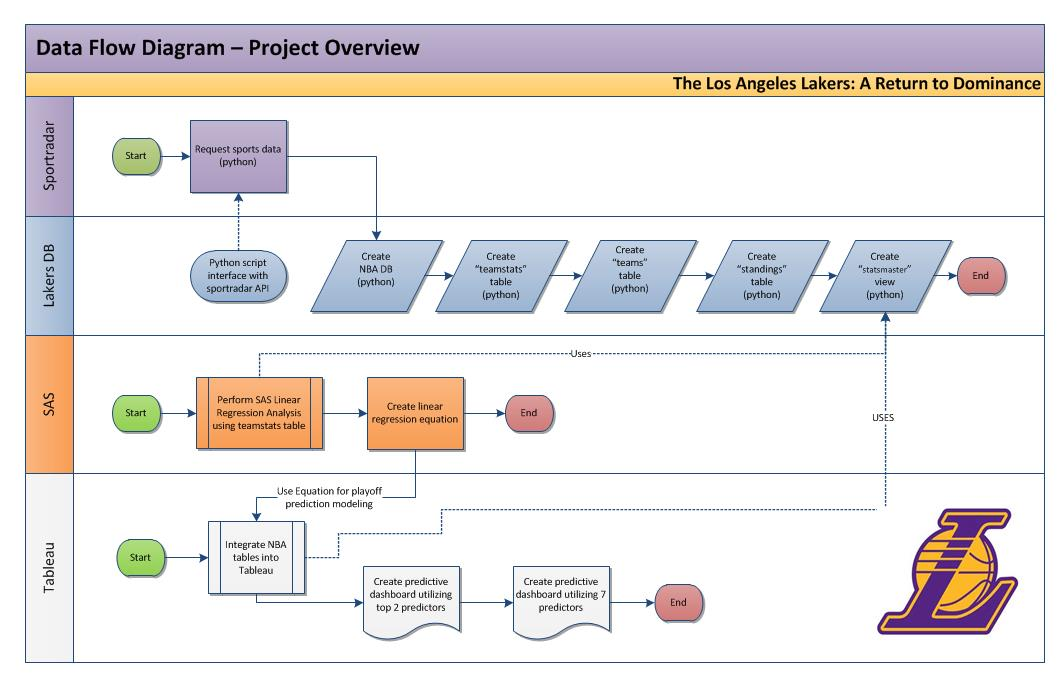 Data Flow Diagram – Project Overview
The Los Angeles Lakers: A Return to Dominance
Sportradar
Start
Request sports data
(python)
Lakers DB
Python script
interface with
sportradar API
Create
NBA DB
(python)
Create
"teamstats"
table
(python)
Create
"teams"
table
(python)
Create
"standings"
table
(python)
Create
"statsmaster"
view
(python)
End
SAS
Uses
Start
Perform SAS Linear
Regression Analysis
using teamstats table
Create linear
regression equation
End
USES
Tableau
Use Equation for playoff
prediction modeling
Start
Integrate NBA
tables into
Tableau
Create predictive
dashboard utilizing
top 2 predictors
Create predictive
dashboard utilizing 7
predictors
End
L